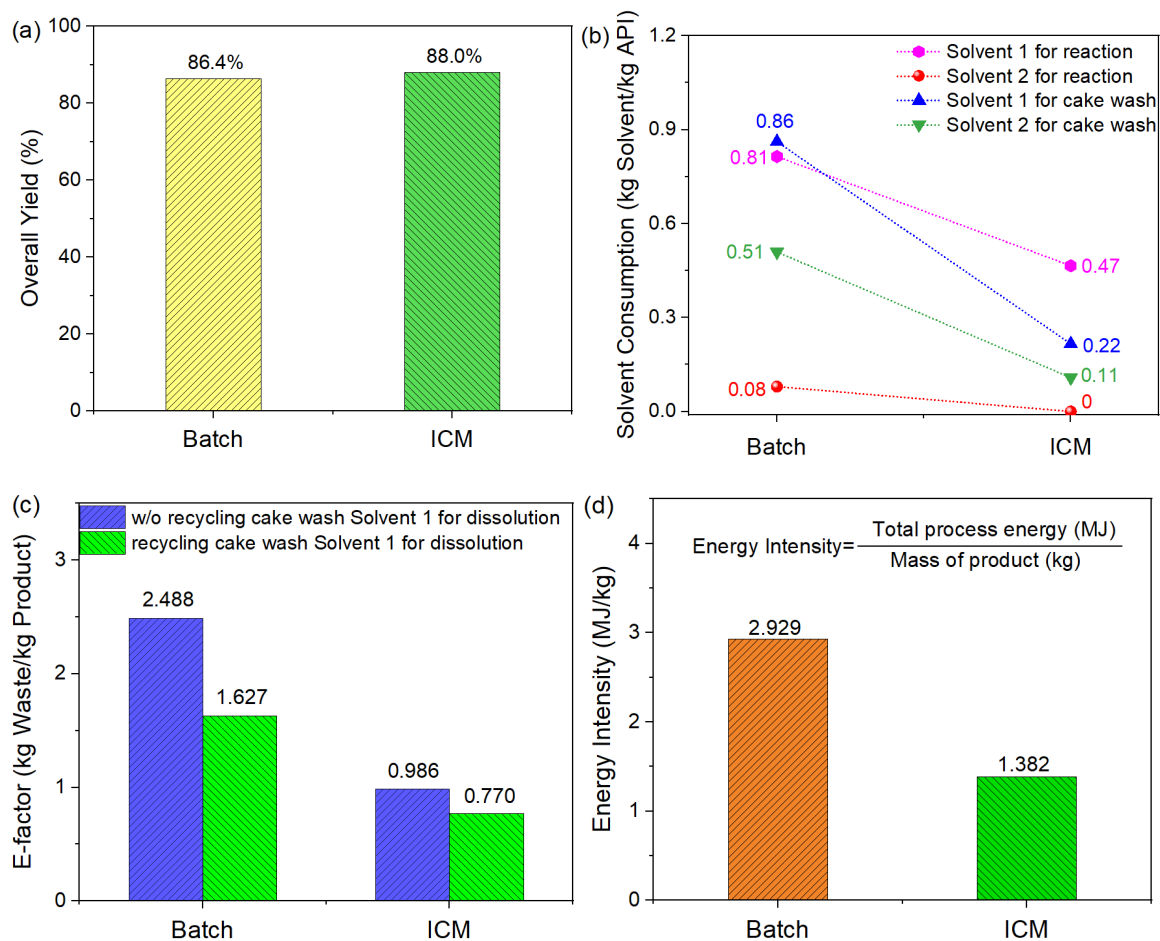 (a)
Overall Yield (%)
100
80
60
40
20
0
86.4%
88.0%
Batch
ICM
(b)
Solvent Consumption (kg Solvent/kg API)
1.2
0.9
0.6
0.3
0.0
Solvent 1 for reaction
Solvent 2 for reaction
Solvent 1 for cake wash
Solvent 2 for cake wash
0.86
0.81
0.51
0.08
0.47
0.22
0.11
0
Batch
ICM
(c)
E-factor (kg Waste/kg Product)
3
2
1
0
w/o recycling cake wash Solvent 1 for dissolution
recycling cake wash Solvent 1 for dissolution
2.488
1.627
0.986
0.770
Batch
ICM
(d)
Energy Intensity (MJ/kg)
4
3
2
1
0
Energy Intensity=
Total process energy (MJ)
Mass of product (kg)
2.929
1.382
Batch
ICM